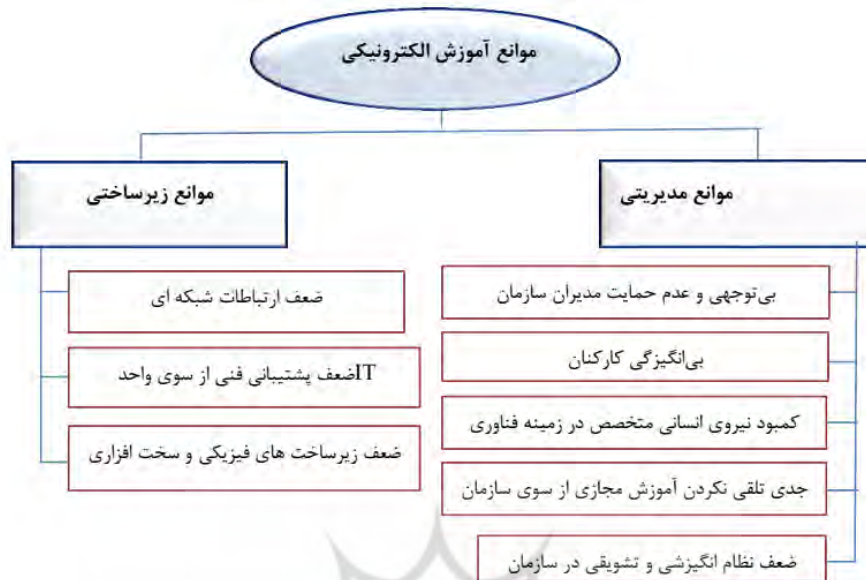 موانع آموزش الکترونیکی
موانع مدیریتی
بی‌توجهی و عدم حمایت مدیران سازمان
بی‌انگیزگی کارکنان
کمبود نیروی انسانی متخصص در زمینه فناوری
جدی تلقی نکردن آموزش مجازی از سوی سازمان
ضعف نظام انگیزشی و تشویقی در سازمان
موانع زیرساختی
ضعف ارتباطات شبکه ای
ITضعف پشتیبانی فنی از سوی واحد
ضعف زیرساخت های فیزیکی و سخت افزاری